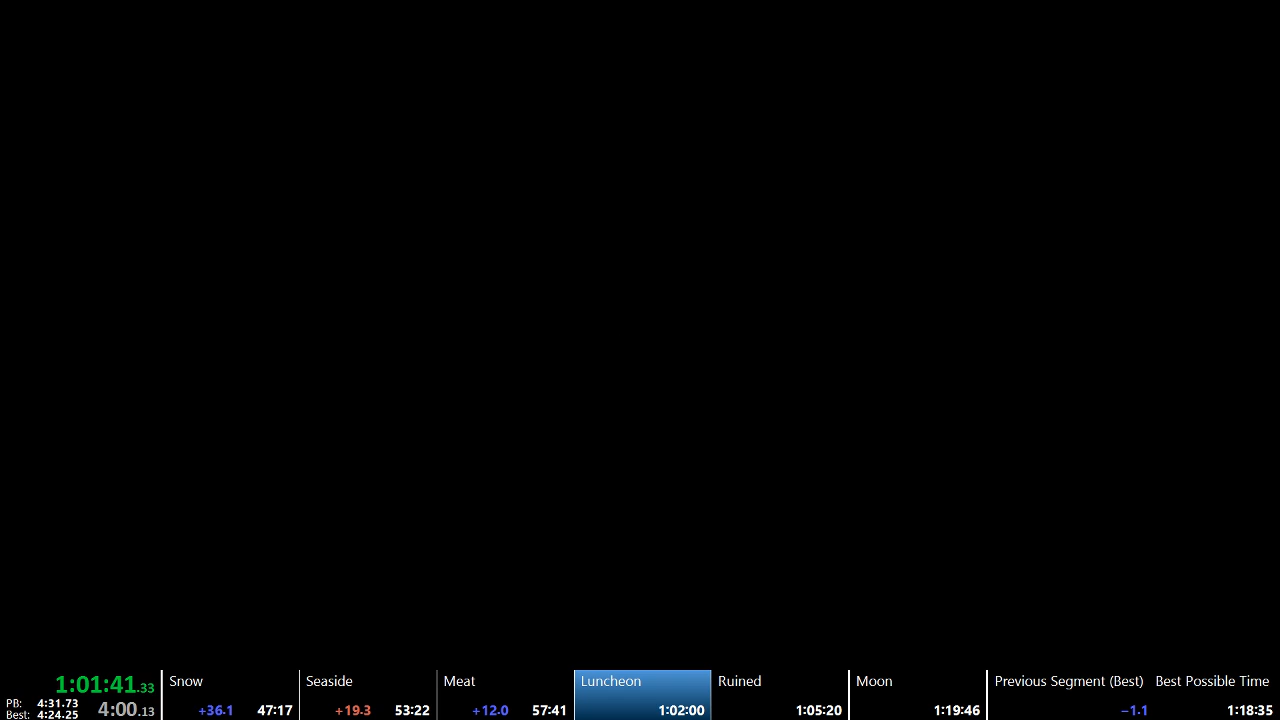 1:01:41.33
PB: 4:31.73
Best: 4:24.25
4:00.13
Snow
+36.1 47:17
Seaside
+19.3 53:22
Meat
+12.0 57:41
Luncheon
1:02:00
Ruined
1:05:20
Moon
1:19:46
Previous Segment (Best)
−1.1
Best Possible Time
1:18:35